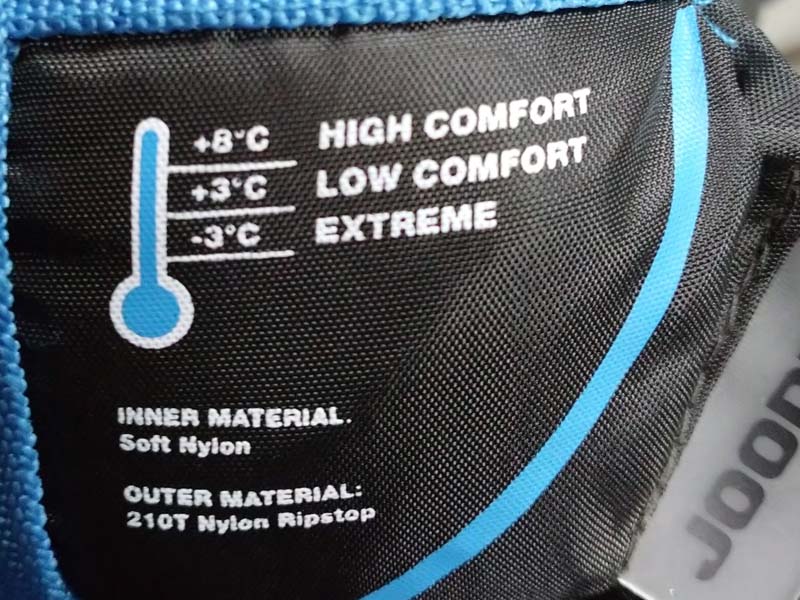 +8°C HIGH COMFORT
+3°C LOW COMFORT
-3°C EXTREME
INNER MATERIAL.
Soft Nylon
OUTER MATERIAL:
210T Nylon Ripstop